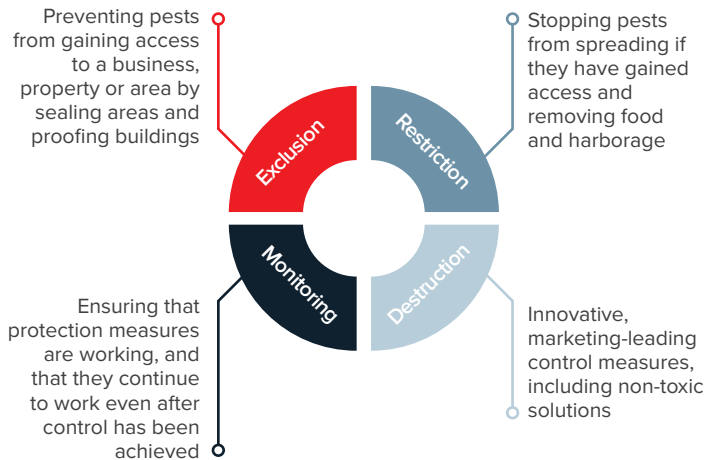 Preventing pests
from gaining access
to a business,
property or area by
sealing areas and
proofing buildings
Exclusion
Restriction
Stopping pests
from spreading if
they have gained
access and
removing food
and harborage
Ensuring that
protection measures
are working, and
that they continue
to work even after
control has been
achieved
Monitoring
Destruction
Innovative,
marketing-leading
control measures,
including non-toxic
solutions